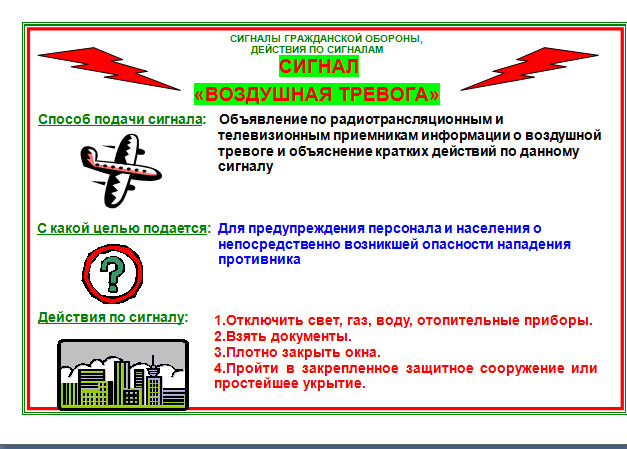 СИГНАЛЫ ГРАЖДАНСКОЙ ОБОРОНЫ,
ДЕЙСТВИЯ ПО СИГНАЛАМ
СИГНАЛ
«ВОЗДУШНАЯ ТРЕВОГА»
Способ подачи сигнала: Объявление по радиотрансляционным и
телевизионным приемникам информации о воздушной
тревоге и объяснение кратких действий по данному
сигналу
С какой целью подается: Для предупреждения персонала и населения о
непосредственно возникшей опасности нападения
противника
?
Действия по сигналу:
1.Отключить свет, газ, воду, отопительные приборы.
2.Взять документы.
3.Плотно закрыть окна.
4.Пройти в закрепленное защитное сооружение или
простейшее укрытие.